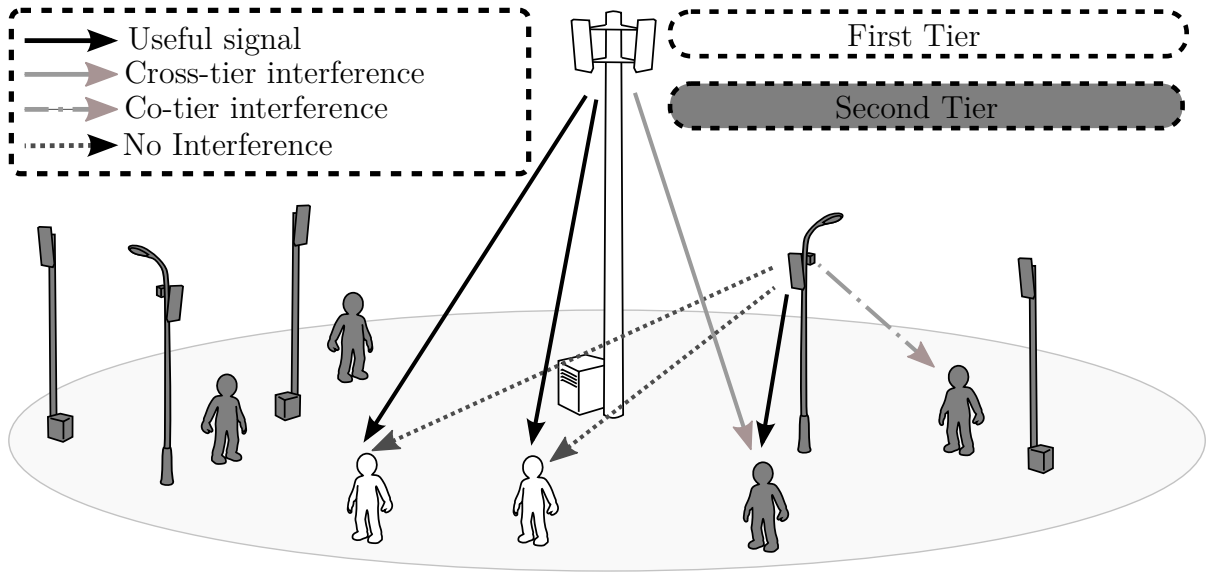 Useful signal
Cross-tier interference
Co-tier interference
No Interference
First Tier
Second Tier